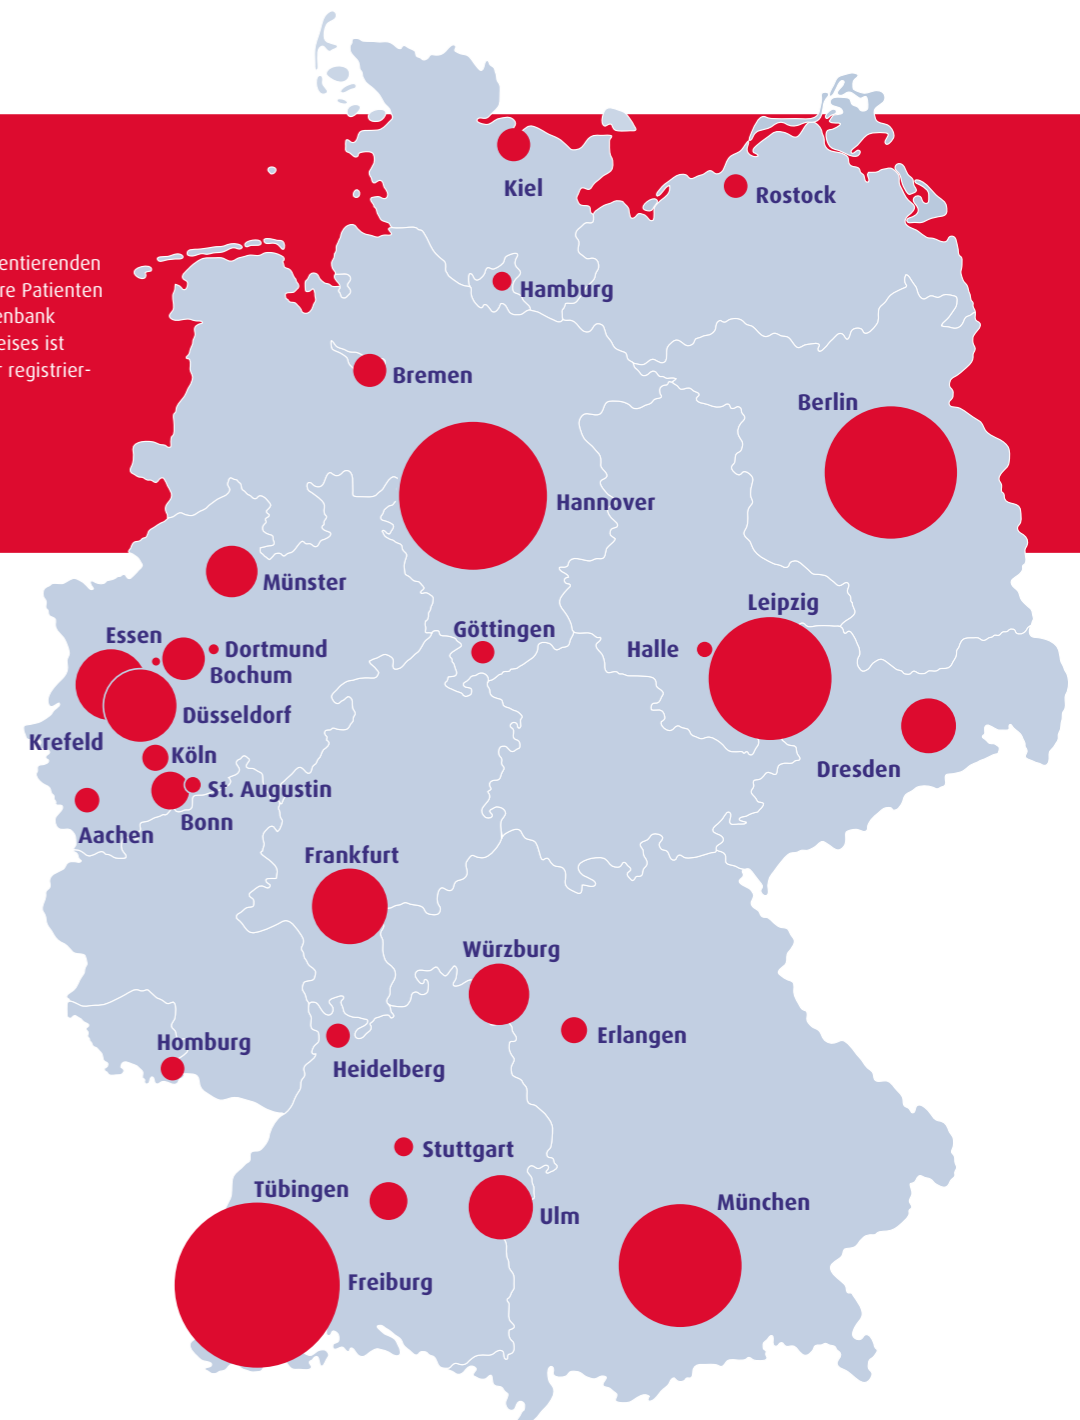 Kiel
Rostock
entierenden
re Patienten
enbank
eises ist
r registrier-
Hamburg
Bremen
Berlin
Hannover
Münster
Leipzig
Göttingen
Essen
Dortmund
Halle
Bochum
Düsseldorf
Krefeld
Köln
Dresden
St. Augustin
Bonn
Aachen
Frankfurt
Würzburg
Erlangen
Homburg
Heidelberg
Stuttgart
Tübingen
München
Ulm
Freiburg